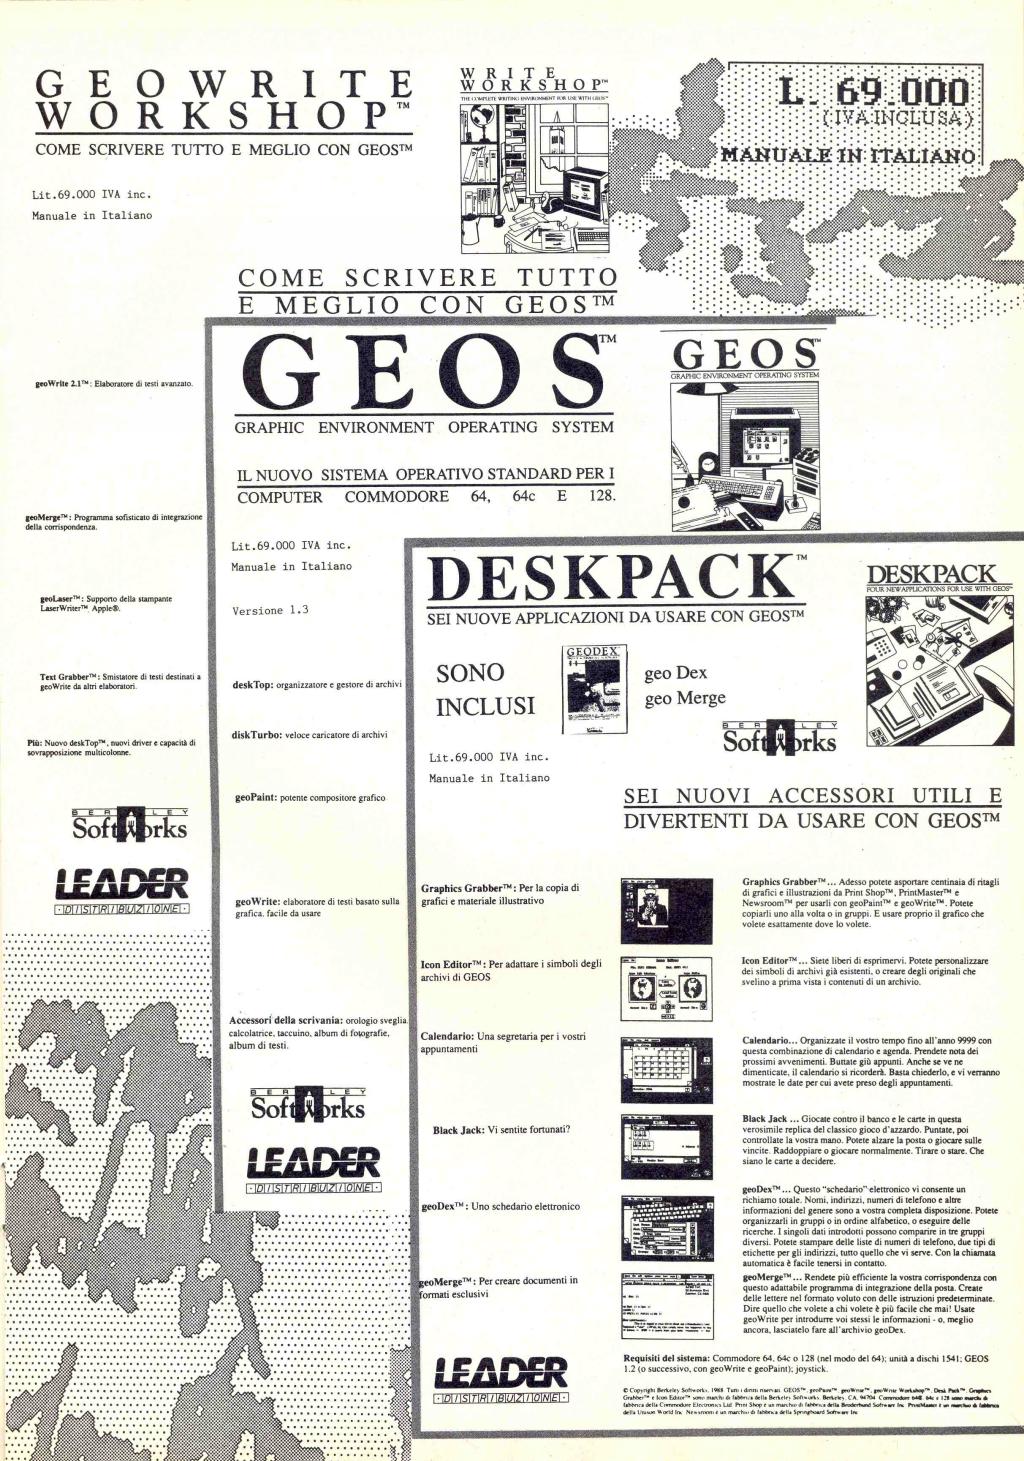 GEOWRITE
WORKSHOP™
COME SCRIVERE TUTTO E MEGLIO CON GEOS™
Lit.69.000 IVA inc.
Manuale in Italiano
WRITE
WORKSHOP™
THE COMPLETE WRITING ENVIRONMENT FOR USE WITH GEOS™
L. 69.000
(IVA INCLUSA)
MANUALE IN ITALIANO
COME SCRIVERE TUTTO
E MEGLIO CON GEOS™
geoWrite 2.1™: Elaboratore di testi avanzato.
geoMerge™: Programma sofisticato di integrazione
della corrispondenza.
geoLaser™: Supporto della stampante
LaserWriter™ Apple®.
Text Grabber™: Smistatore di testi destinati a
geoWrite da altri elaboratori.
Più: Nuovo deskTop™, nuovi driver e capacità di
sovrapposizione multicolonne.
BERKELEY
Softworks
LEADER
DISTRIBUZIONE
GEOS™
GRAPHIC ENVIRONMENT OPERATING SYSTEM
IL NUOVO SISTEMA OPERATIVO STANDARD PER I
COMPUTER COMMODORE 64, 64c E 128.
GEOS™
GRAPHIC ENVIRONMENT OPERATING SYSTEM
Lit.69.000 IVA inc.
Manuale in Italiano
Versione 1.3
deskTop: organizzatore e gestore di archivi
diskTurbo: veloce caricatore di archivi
geoPaint: potente compositore grafico
geoWrite: elaboratore di testi basato sulla
grafica, facile da usare
Accessori della scrivania: orologio sveglia,
calcolatrice, taccuino, album di fotografie,
album di testi.
BERKELEY
Softworks
LEADER
DISTRIBUZIONE
DESKPACK™
SEI NUOVE APPLICAZIONI DA USARE CON GEOS™
DESKPACK
FOUR NEW APPLICATIONS FOR USE WITH GEOS™
SONO
INCLUSI
GEODEX™
geo Dex
geo Merge
BERKELEY
Softworks
Lit.69.000 IVA inc.
Manuale in Italiano
SEI NUOVI ACCESSORI UTILI E
DIVERTENTI DA USARE CON GEOS™
Graphics Grabber™: Per la copia di
grafici e materiale illustrativo
Graphics Grabber™... Adesso potete asportare centinaia di ritagli
di grafici e illustrazioni da Print Shop™, PrintMaster™ e
Newsroom™ per usarli con geoPaint™ e geoWrite™. Potete
copiarli uno alla volta o in gruppi. E usare proprio il grafico che
volete esattamente dove lo volete.
Icon Editor™: Per adattare i simboli degli
archivi di GEOS
Icon Editor™ ... Siete liberi di esprimervi. Potete personalizzare
dei simboli di archivi già esistenti, o creare degli originali che
svelino a prima vista i contenuti di un archivio.
Calendario: Una segretaria per i vostri
appuntamenti
Calendario... Organizzate il vostro tempo fino all'anno 9999 con
questa combinazione di calendario e agenda. Prendete nota dei
prossimi avvenimenti. Buttate giù appunti. Anche se ve ne
dimenticate, il calendario si ricorderà. Basta chiederlo, e vi verranno
mostrate le date per cui avete preso degli appuntamenti.
Black Jack: Vi sentite fortunati?
Black Jack ... Giocate contro il banco e le carte in questa
verosimile replica del classico gioco d'azzardo. Puntate, poi
controllate la vostra mano. Potete alzare la posta o giocare sulle
vincite. Raddoppiare o giocare normalmente. Tirare o stare. Che
siano le carte a decidere.
geoDex™: Uno schedario elettronico
geoDex™... Questo "schedario" elettronico vi consente un
richiamo totale. Nomi, indirizzi, numeri di telefono e altre
informazioni del genere sono a vostra completa disposizione. Potete
organizzarli in gruppi o in ordine alfabetico, o eseguire delle
ricerche. I singoli dati introdotti possono comparire in tre gruppi
diversi. Potete stampare delle liste di numeri di telefono, due tipi di
etichette per gli indirizzi, tutto quello che vi serve. Con la chiamata
automatica è facile tenersi in contatto.
geoMerge™: Per creare documenti in
formati esclusivi
geoMerge™... Rendete più efficiente la vostra corrispondenza con
questo adattabile programma di integrazione della posta. Create
delle lettere nel formato voluto con delle istruzioni predeterminate.
Dire quello che volete a chi volete è più facile che mai! Usate
geoWrite per introdurre voi stessi le informazioni - o, meglio
ancora, lasciatelo fare all'archivio geoDex.
Requisiti del sistema: Commodore 64, 64c o 128 (nel modo del 64); unità a dischi 1541; GEOS
1.2 (o successivo, con geoWrite e geoPaint); joystick.
LEADER
DISTRIBUZIONE
© Copyright Berkeley Softworks, 1988. Tutti i diritti riservati. GEOS™, geoPaint™, geoWrite™, geoWrite Workshop™, Desk Pack™, Graphics
Grabber™ e Icon Editor™ sono marchi di fabbrica della Berkeley Softworks, Berkeley, CA, 94704. Commodore 64, 64c e 128 sono marchi di
fabbrica della Commodore Electronics Ltd. Print Shop è un marchio di fabbrica della Broderbund Software Inc. PrintMaster è un marchio di fabbrica
della Unison World Inc. Newsroom è un marchio di fabbrica della Springboard Software Inc